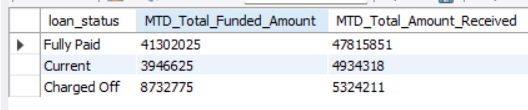 loan_status MTD_Total_Funded_Amount MTD_Total_Amount_Received
Fully Paid 41302025 47815851
Current 3946625 4934318
Charged Off 8732775 5324211